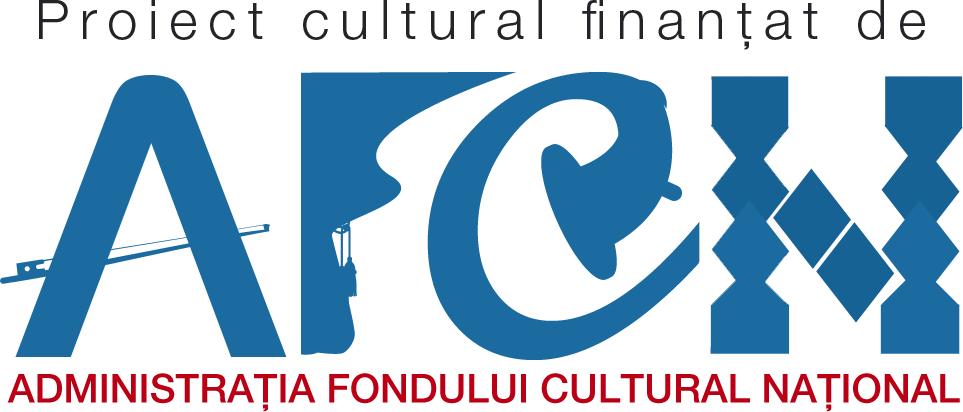 Proiect cultural finanțat de
AFCN
ADMINISTRAȚIA FONDULUI CULTURAL NAȚIONAL